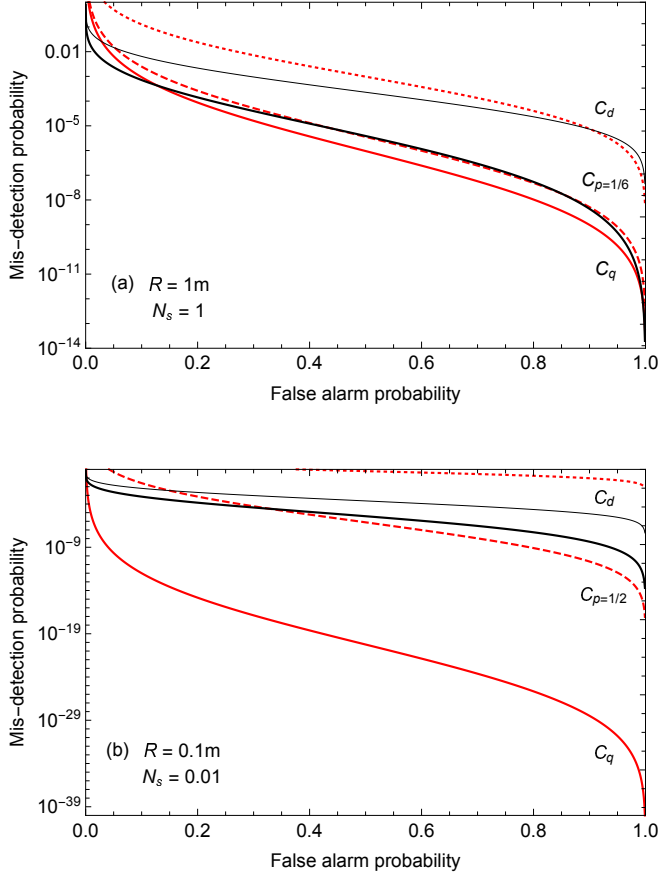 0.01
10⁻⁵
10⁻⁸
10⁻¹¹
10⁻¹⁴
Mis-detection probability
C_d
C_{p=1/6}
C_q
(a) R = 1m
N_s = 1
0.0 0.2 0.4 0.6 0.8 1.0
False alarm probability
10⁻⁹
10⁻¹⁹
10⁻²⁹
10⁻³⁹
Mis-detection probability
C_d
C_{p=1/2}
C_q
(b) R = 0.1m
N_s = 0.01
0.0 0.2 0.4 0.6 0.8 1.0
False alarm probability